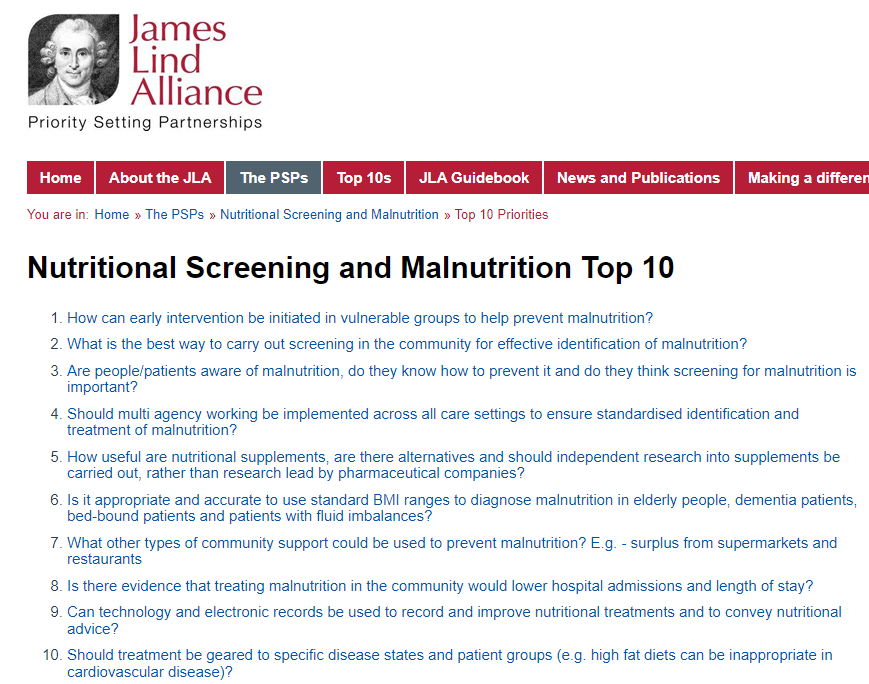 James
Lind
Alliance
Priority Setting Partnerships
Home About the JLA The PSPs Top 10s JLA Guidebook News and Publications Making a differen
You are in: Home » The PSPs » Nutritional Screening and Malnutrition » Top 10 Priorities
Nutritional Screening and Malnutrition Top 10
1. How can early intervention be initiated in vulnerable groups to help prevent malnutrition?
2. What is the best way to carry out screening in the community for effective identification of malnutrition?
3. Are people/patients aware of malnutrition, do they know how to prevent it and do they think screening for malnutrition is
important?
4. Should multi agency working be implemented across all care settings to ensure standardised identification and
treatment of malnutrition?
5. How useful are nutritional supplements, are there alternatives and should independent research into supplements be
carried out, rather than research lead by pharmaceutical companies?
6. Is it appropriate and accurate to use standard BMI ranges to diagnose malnutrition in elderly people, dementia patients,
bed-bound patients and patients with fluid imbalances?
7. What other types of community support could be used to prevent malnutrition? E.g. - surplus from supermarkets and
restaurants
8. Is there evidence that treating malnutrition in the community would lower hospital admissions and length of stay?
9. Can technology and electronic records be used to record and improve nutritional treatments and to convey nutritional
advice?
10. Should treatment be geared to specific disease states and patient groups (e.g. high fat diets can be inappropriate in
cardiovascular disease)?